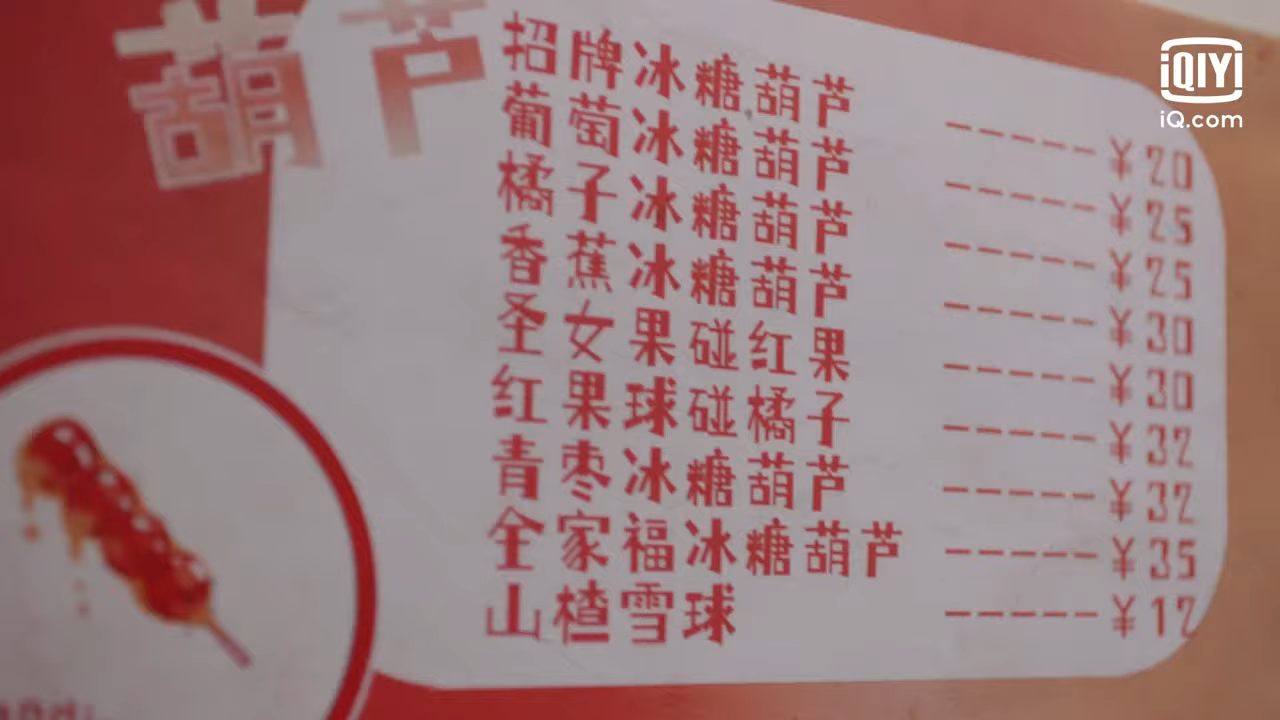 葫芦
招牌冰糖葫芦 -----¥20
葡萄冰糖葫芦 -----¥25
橘子冰糖葫芦 -----¥25
香蕉冰糖葫芦 -----¥30
圣女果碰红果 -----¥30
红果球碰橘子 -----¥32
青枣冰糖葫芦 -----¥32
全家福冰糖葫芦 -----¥35
山楂雪球 -----¥12
iQIYI
iQ.com